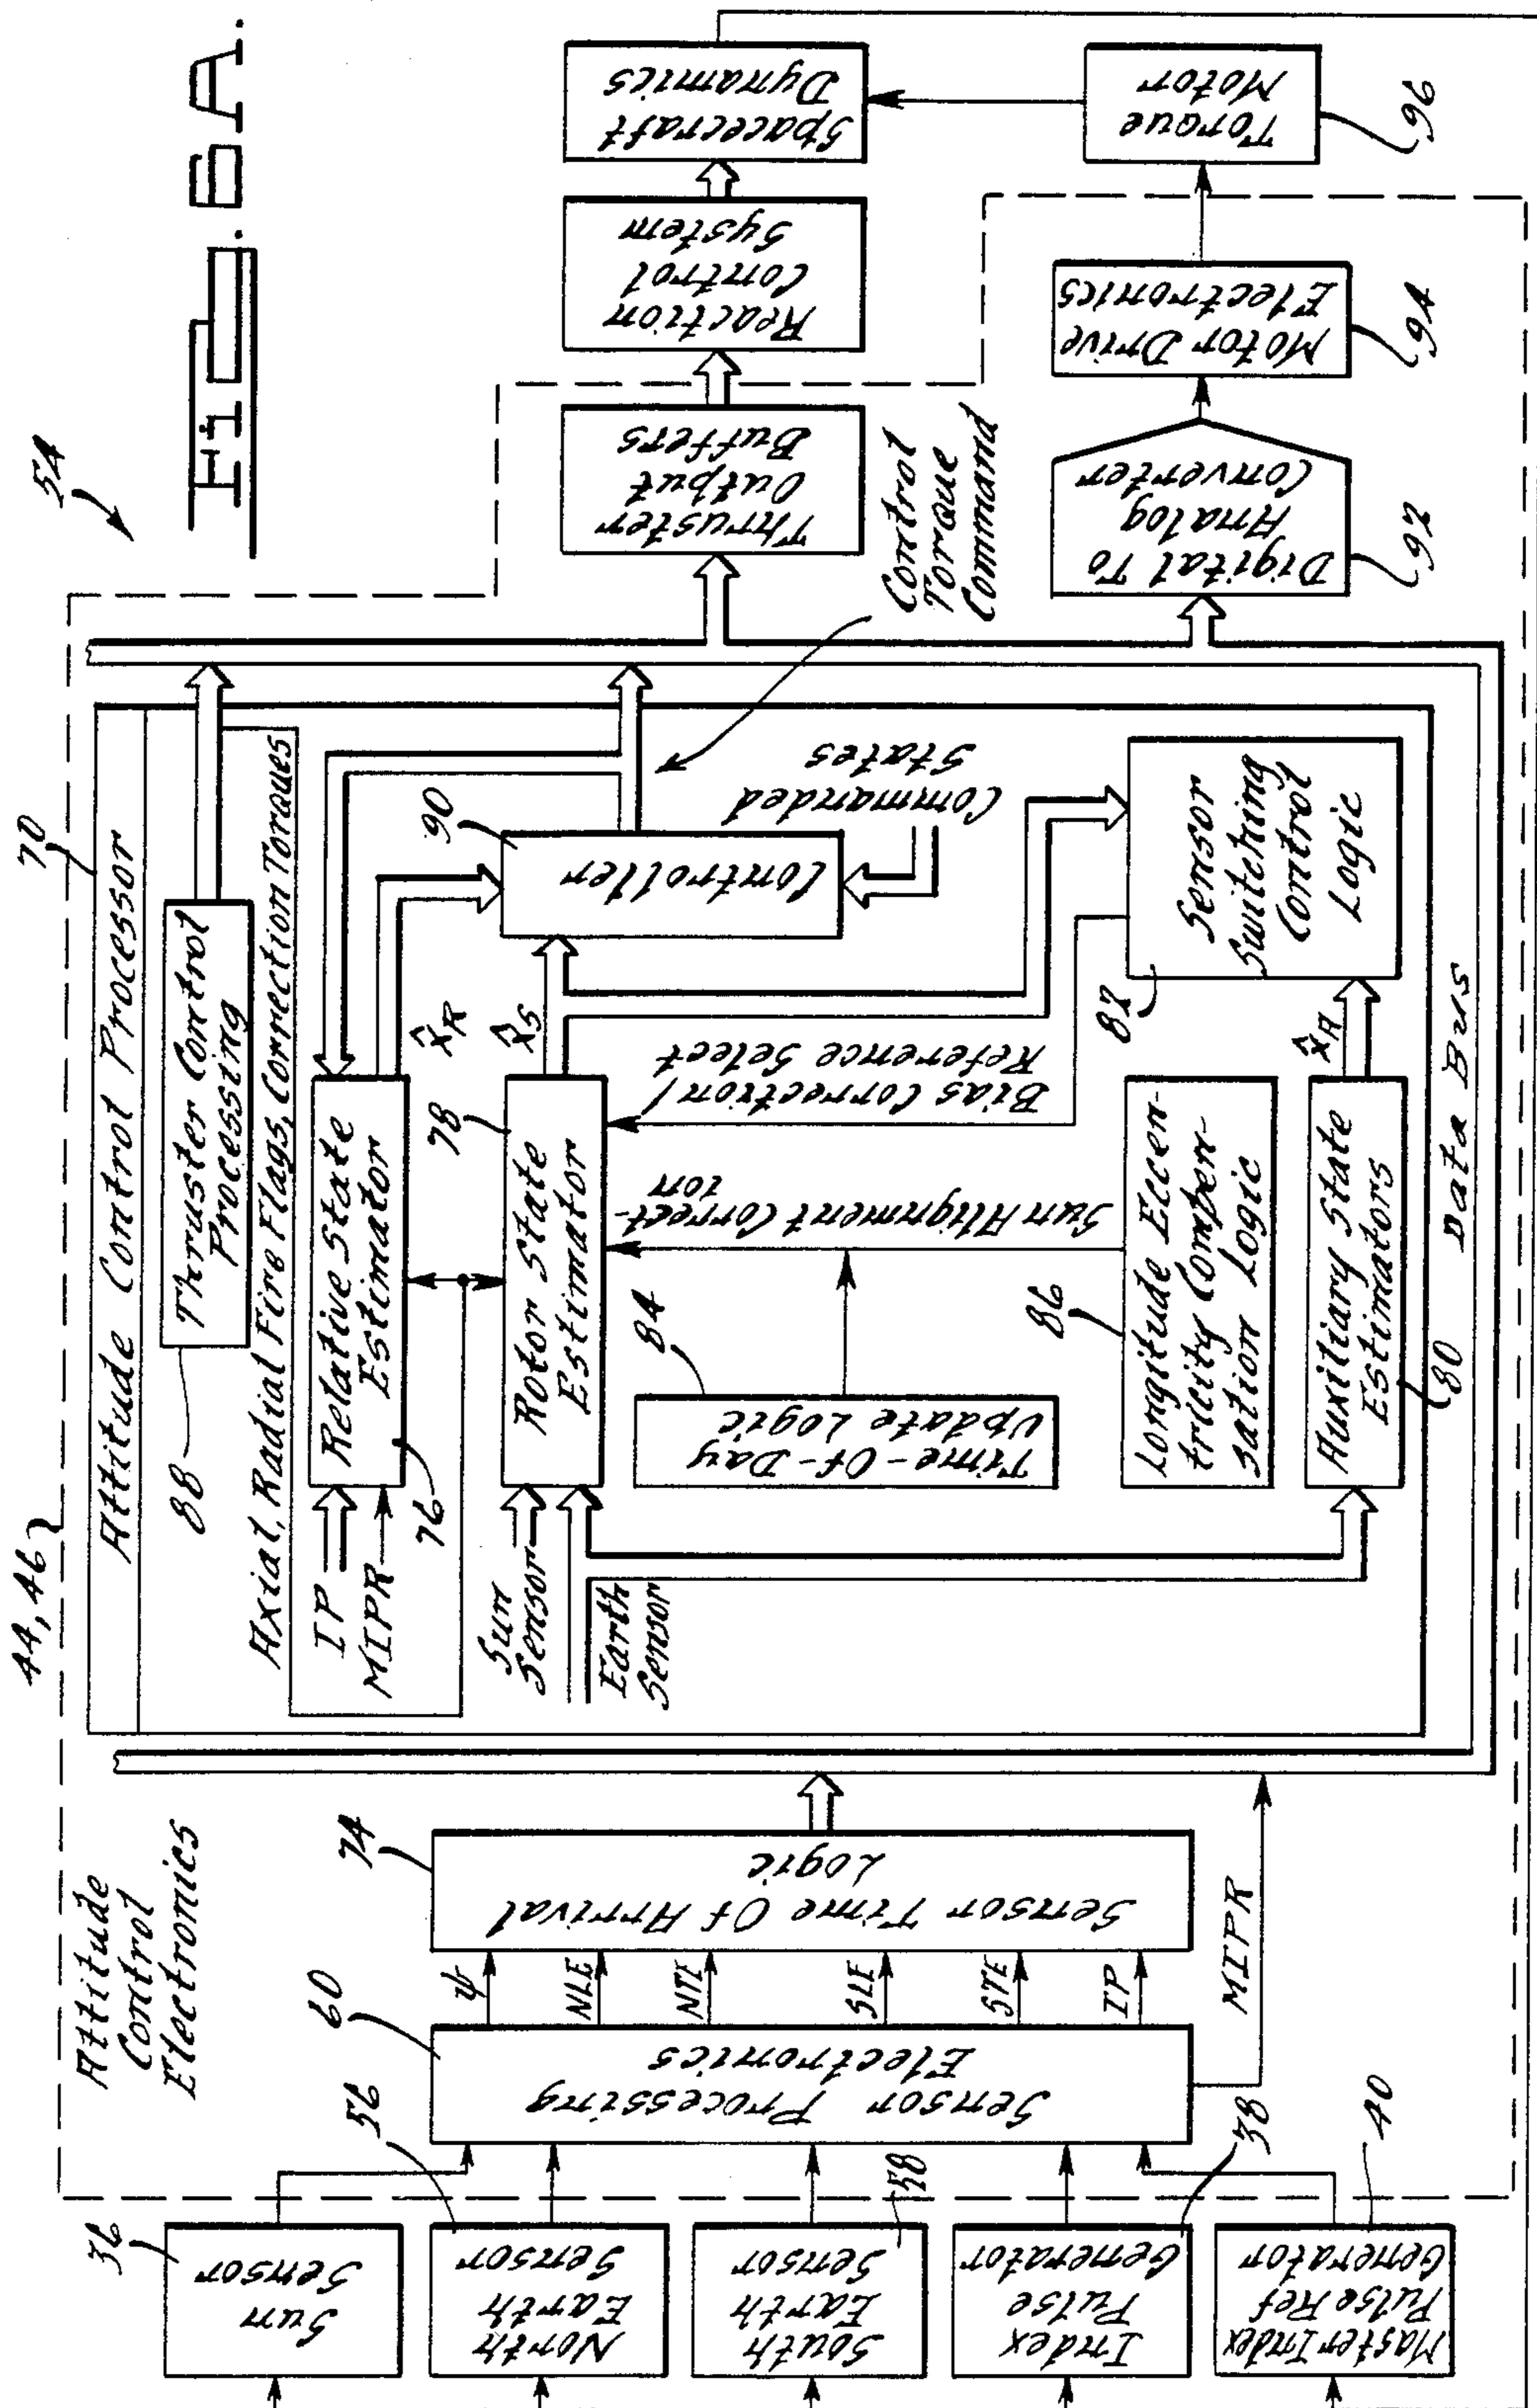 Fig. 6A.
54
44,46
70
Attitude
Control
Electronics
Attitude Control Processor
88
Thruster Control
Processing
Axial, Radial Fire Flags, Correction Torques
36
Sun
Sensor
56
North
Earth
Sensor
58
South
Earth
Sensor
38
Index
Pulse
Generator
40
Master Index
Pulse Ref
Generator
60
Sensor Processing
Electronics
ψ
NLE
NTE
SLE
STE
IP
MIPR
74
Sensor Time Of Arrival
Logic
IP
MIPR
76
Relative State
Estimator
x̂R
Sun
Sensor
Earth
Sensor
78
Rotor State
Estimator
x̂S
84
Time-Of-Day
Update Logic
Sun Alignment Correct-
ion
Bias Correction/
Reference Select
86
Longitude Eccen-
tricity Compen-
sation Logic
Auxiliary State
Estimators
80
x̂A
82
Sensor
Switching
Control
Logic
90
Controller
Commanded
States
Data Bus
Control
Torque
Command
Thruster
Output
Buffers
Reaction
Control
System
Spacecraft
Dynamics
Digital To
Analog
Converter
92
Motor Drive
Electronics
94
Torque
Motor
96